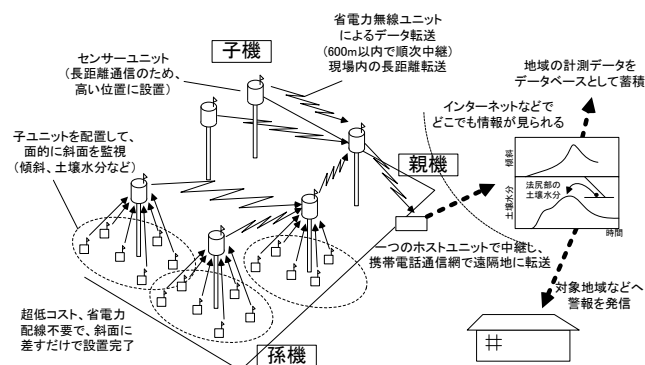 省電力無線ユニット
によるデータ転送
(600m以内で順次中継)
現場内の長距離転送
子機
センサーユニット
(長距離通信のため、
高い位置に設置)
地域の計測データを
データベースとして蓄積
インターネットなどで
どこでも情報が見られる
子ユニットを配置して、
面的に斜面を監視
(傾斜、土壌水分など)
親機
傾斜
法尻部の
土壌水分
土壌水分
時間
一つのホストユニットで中継し、
携帯電話通信網で遠隔地に転送
対象地域などへ
警報を発信
超低コスト、省電力
配線不要で、斜面に
差すだけで設置完了
孫機